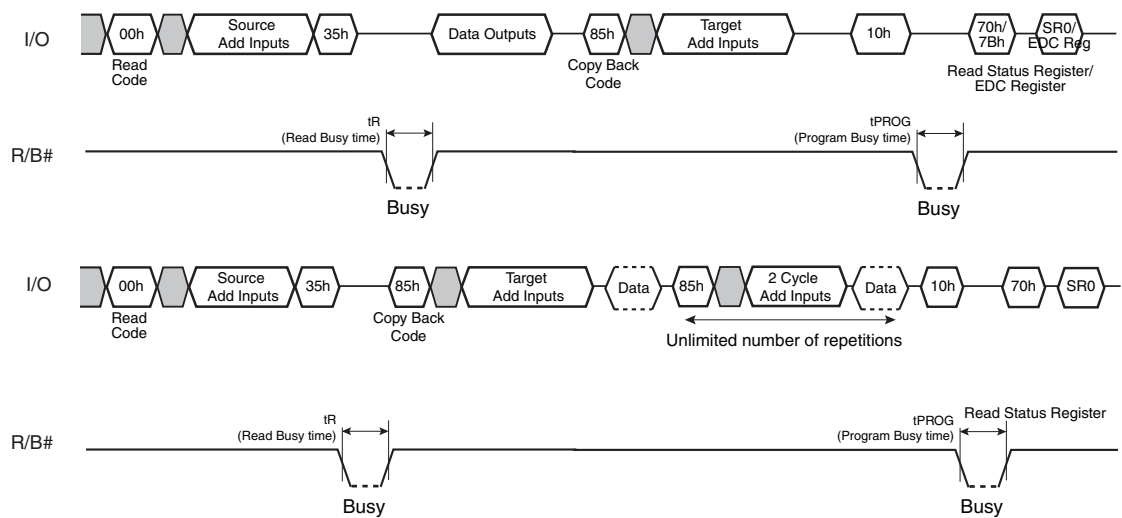 I/O
00h
Source
Add Inputs
35h
Data Outputs
85h
Target
Add Inputs
10h
70h/
7Bh
SR0/
EDC Reg
Read
Code
Copy Back
Code
Read Status Register/
EDC Register
R/B#
tR
(Read Busy time)
tPROG
(Program Busy time)
Busy
Busy
I/O
00h
Source
Add Inputs
35h
85h
Target
Add Inputs
Data
85h
2 Cycle
Add Inputs
Data
10h
70h
SR0
Read
Code
Copy Back
Code
Unlimited number of repetitions
R/B#
tR
(Read Busy time)
tPROG
(Program Busy time)
Read Status Register
Busy
Busy